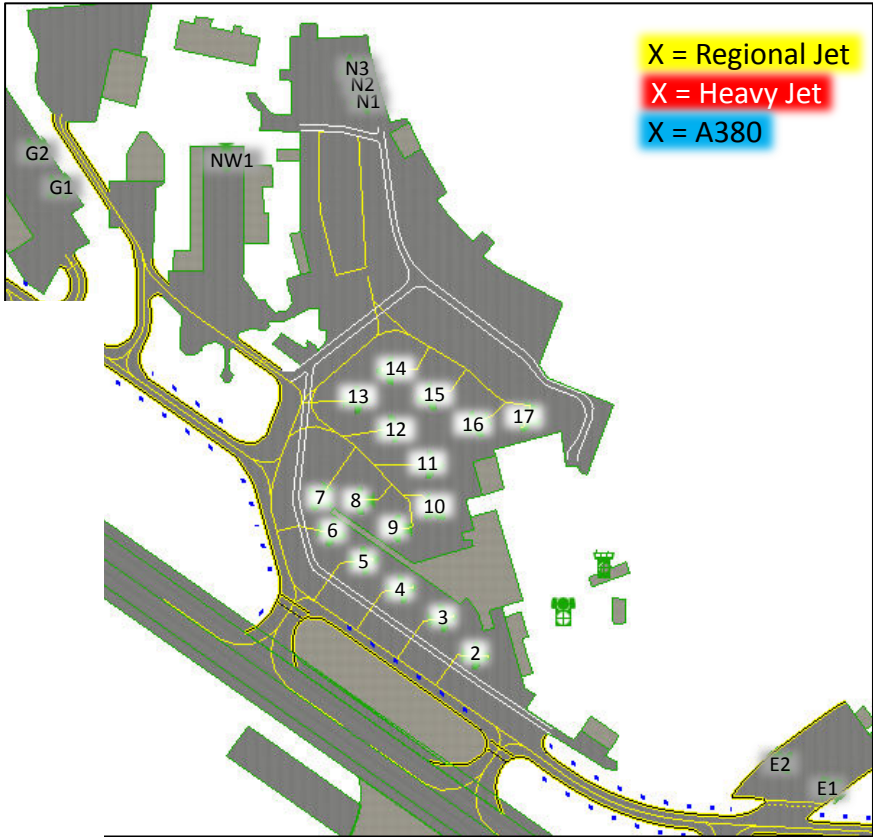 X = Regional Jet
X = Heavy Jet
X = A380
N3
N2
N1
G2
NW1
G1
14
13
15
12
16
17
11
7
8
10
6
9
5
4
3
2
E2
E1